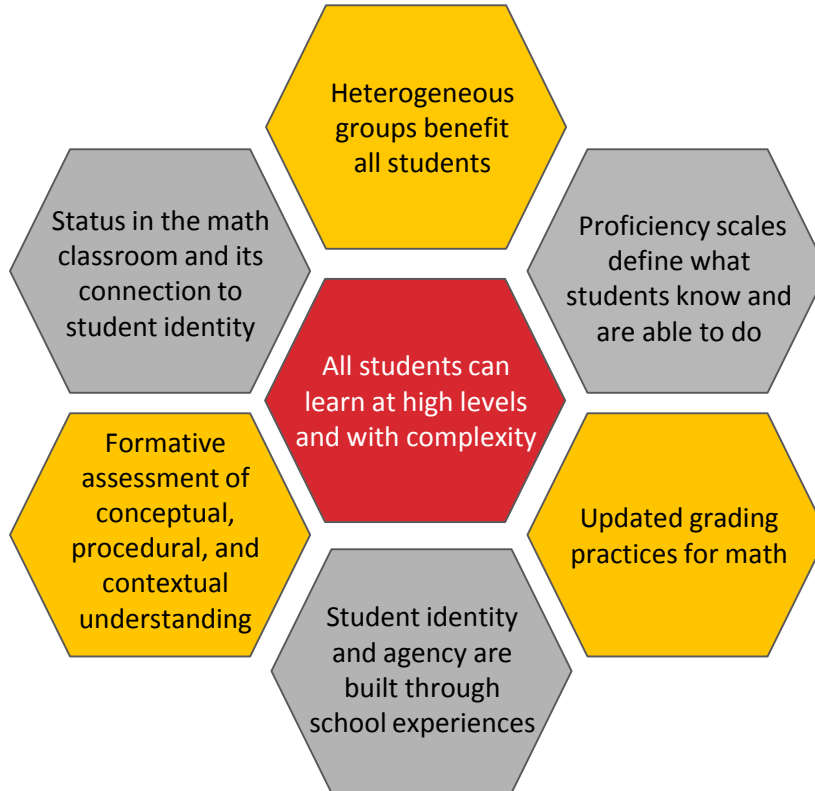 Heterogeneous
groups benefit
all students
Status in the math
classroom and its
connection to
student identity
Proficiency scales
define what
students know and
are able to do
All students can
learn at high levels
and with complexity
Formative
assessment of
conceptual,
procedural, and
contextual
understanding
Updated grading
practices for math
Student identity
and agency are
built through
school experiences